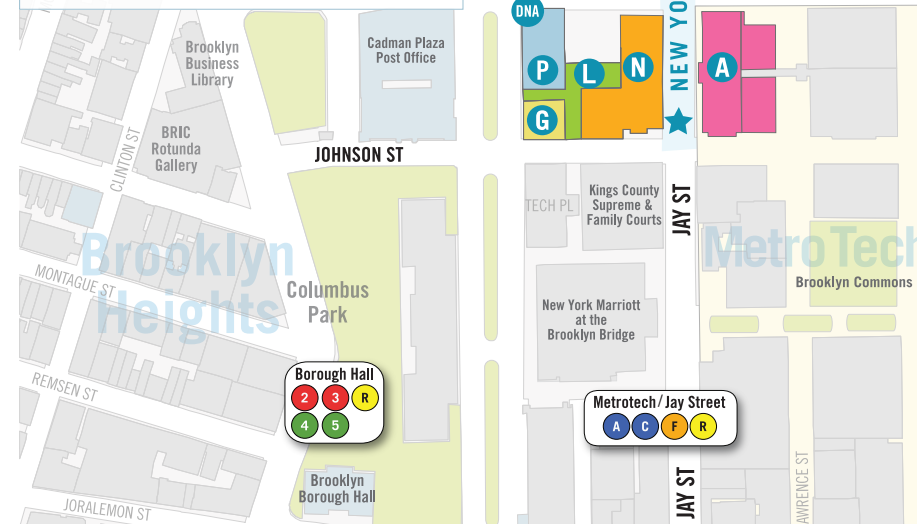 DNA
P
L
N
G
A
NEW YO
Cadman Plaza
Post Office
Brooklyn
Business
Library
BRIC
Rotunda
Gallery
CLINTON ST
JOHNSON ST
TECH PL
Kings County
Supreme &
Family Courts
JAY ST
Brooklyn
Heights
MetroTech
Brooklyn Commons
MONTAGUE ST
Columbus
Park
New York Marriott
at the
Brooklyn Bridge
REMSEN ST
Borough Hall
2 3 R
4 5
Metrotech/Jay Street
A C F R
Brooklyn
Borough Hall
JORALEMON ST
JAY ST
AWRENCE ST